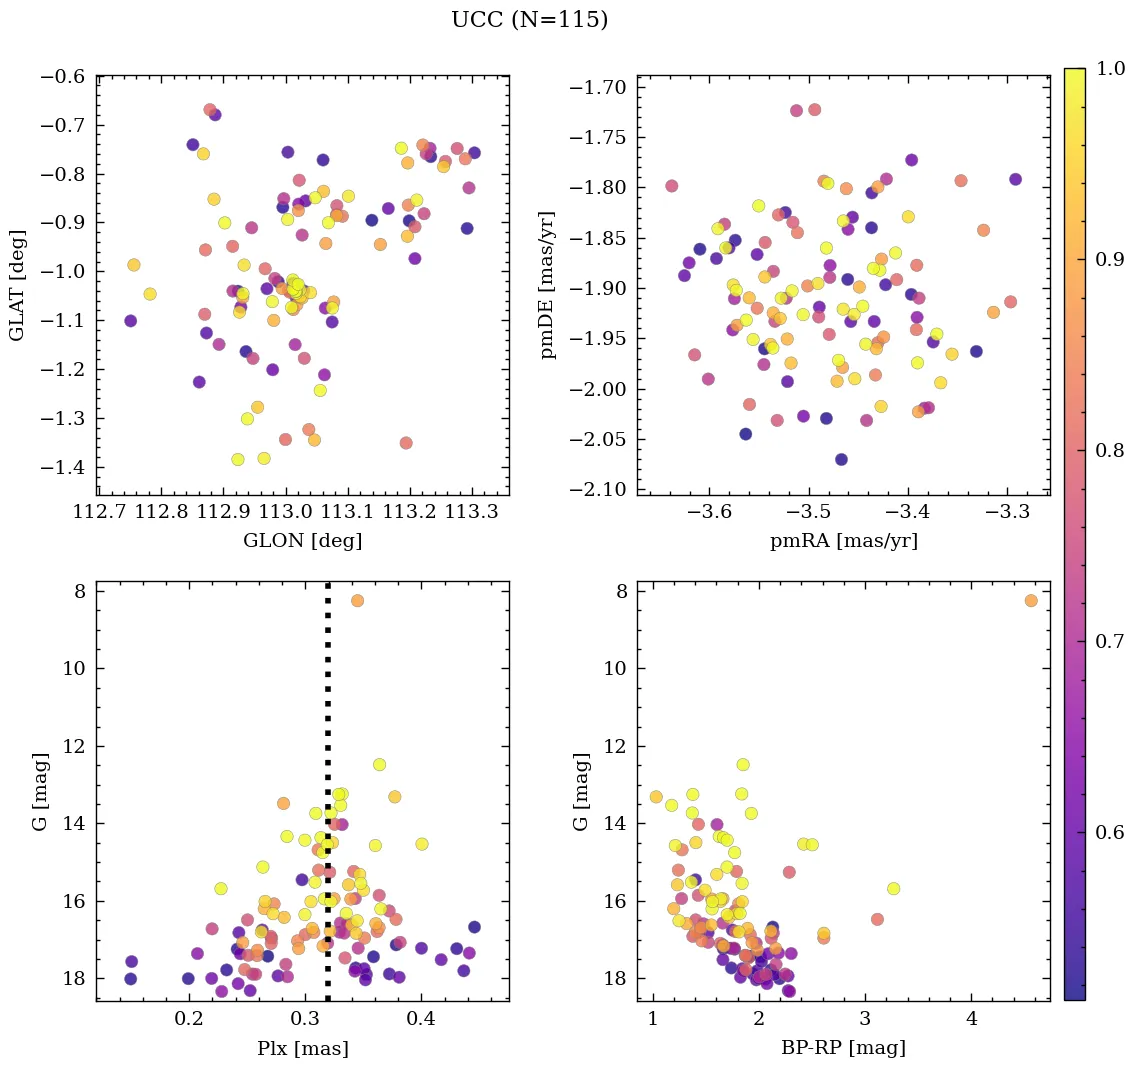 UCC (N=115)
−0.6
−0.7
−0.8
−0.9
−1.0
−1.1
−1.2
−1.3
−1.4
GLAT [deg]
112.7 112.8 112.9 113.0 113.1 113.2 113.3
GLON [deg]
−1.70
−1.75
−1.80
−1.85
−1.90
−1.95
−2.00
−2.05
−2.10
pmDE [mas/yr]
−3.6 −3.5 −3.4 −3.3
pmRA [mas/yr]
8
10
12
14
16
18
G [mag]
0.2 0.3 0.4
Plx [mas]
8
10
12
14
16
18
G [mag]
1 2 3 4
BP-RP [mag]
1.0
0.9
0.8
0.7
0.6